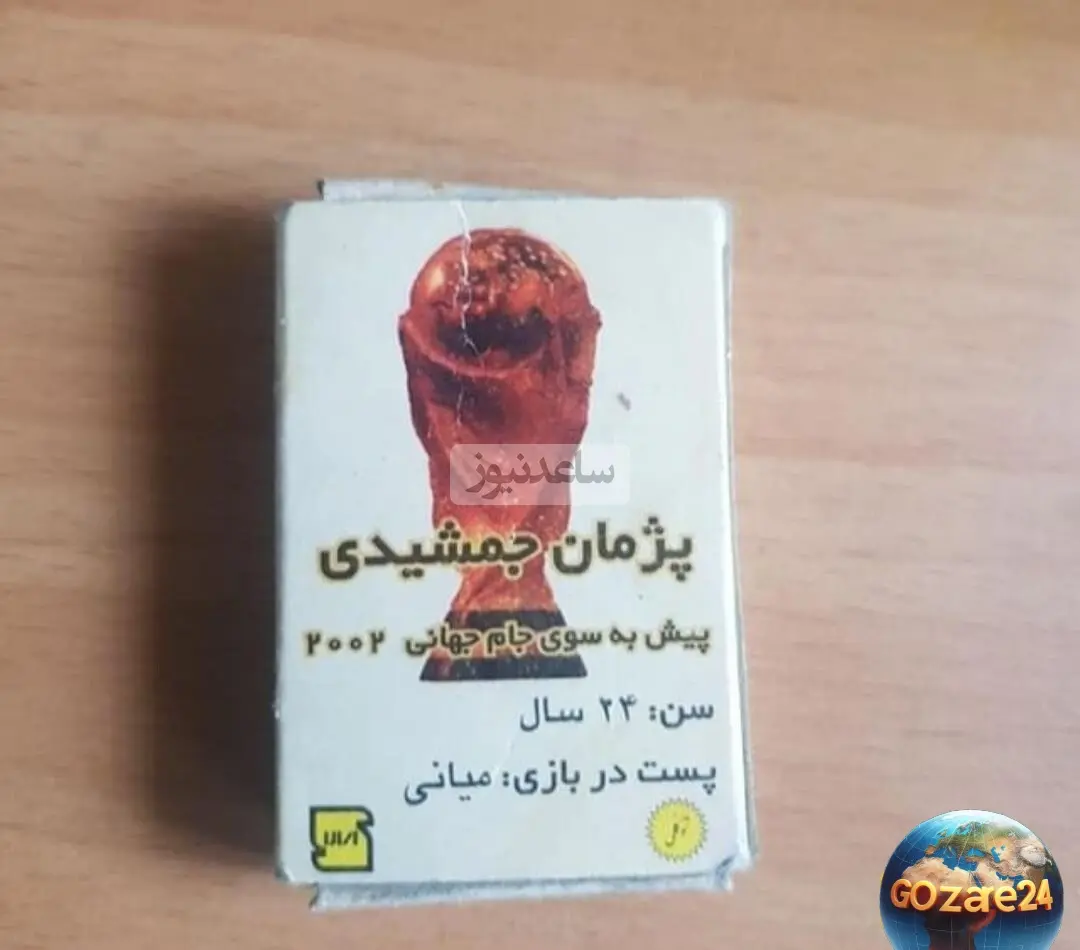 ساعدنیوز
پژمان جمشیدی
پیش به سوی جام جهانی ۲۰۰۲
سن: ۲۴ سال
پست در بازی: میانی
GOzare24